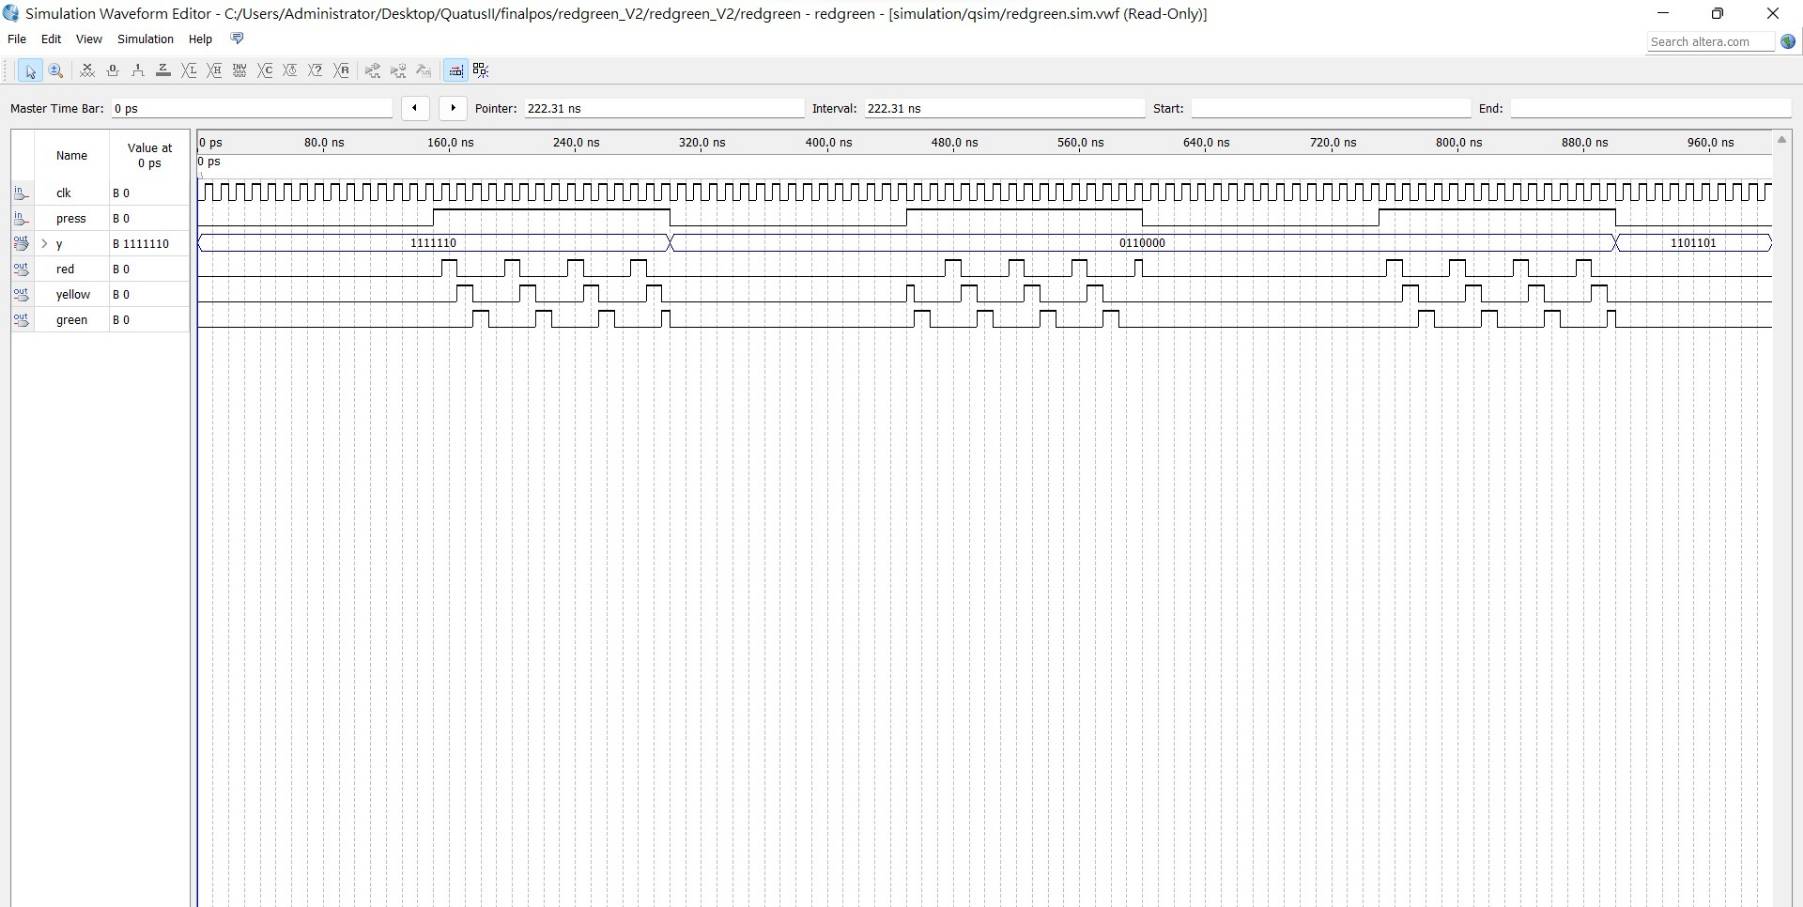 Simulation Waveform Editor - C:/Users/Administrator/Desktop/QuatusII/finalpos/redgreen_V2/redgreen_V2/redgreen - redgreen - [simulation/qsim/redgreen.sim.vwf (Read-Only)]
File Edit View Simulation Help
Search altera.com
Master Time Bar: 0 ps Pointer: 222.31 ns Interval: 222.31 ns Start: End:
Name Value at 0 ps
0 ps 80.0 ns 160.0 ns 240.0 ns 320.0 ns 400.0 ns 480.0 ns 560.0 ns 640.0 ns 720.0 ns 800.0 ns 880.0 ns 960.0 ns
0 ps
in clk B 0
in press B 0
out y B 1111110 1111110 0110000 1101101
out red B 0
out yellow B 0
out green B 0